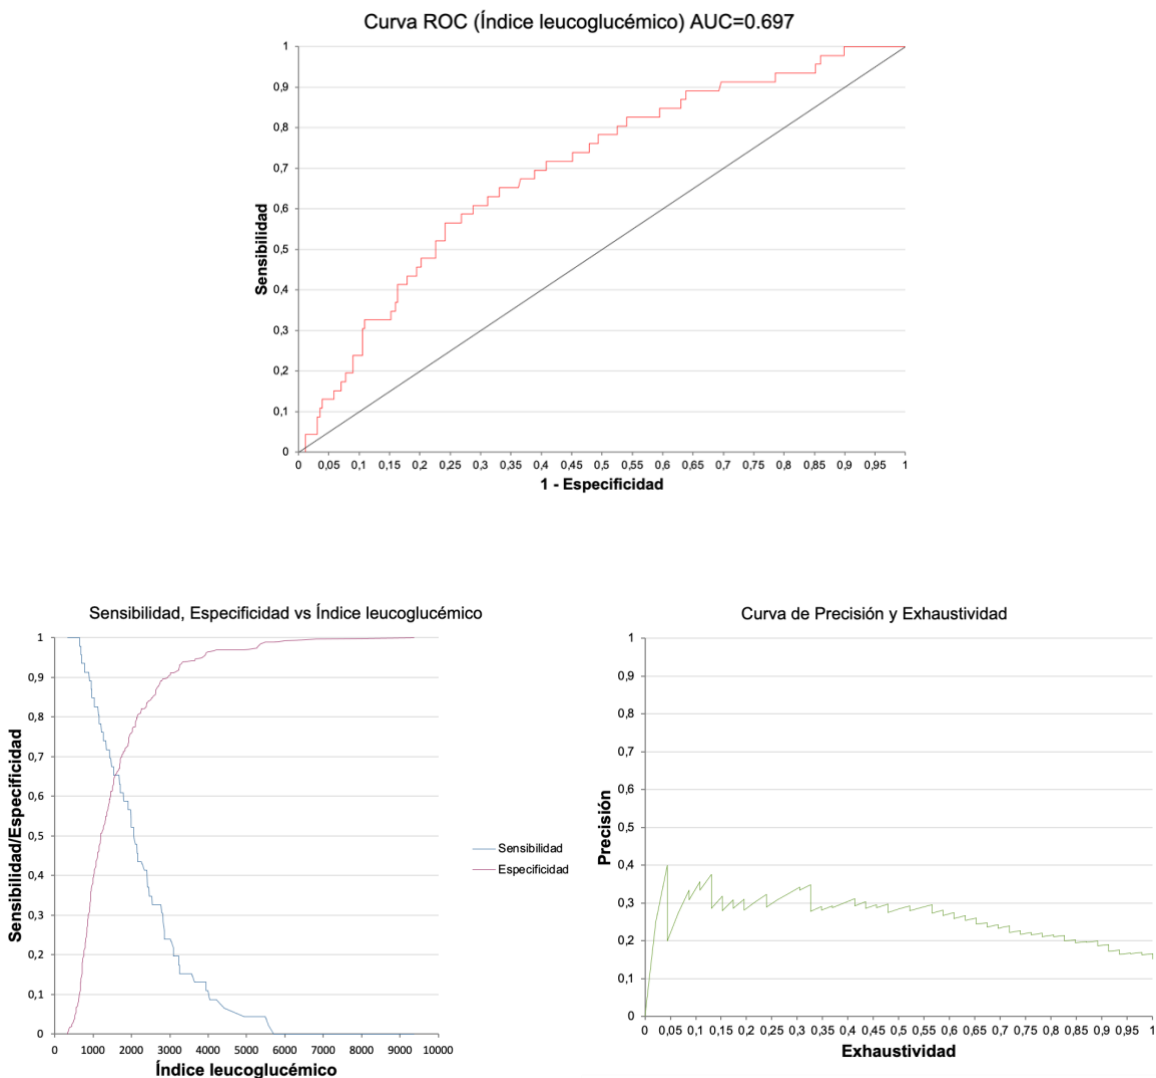 Curva ROC (Índice leucoglucémico) AUC=0.697
1
0,9
0,8
0,7
0,6
0,5
0,4
0,3
0,2
0,1
0
Sensibilidad
0 0,05 0,1 0,15 0,2 0,25 0,3 0,35 0,4 0,45 0,5 0,55 0,6 0,65 0,7 0,75 0,8 0,85 0,9 0,95 1
1 - Especificidad
Sensibilidad, Especificidad vs Índice leucoglucémico
1
0,9
0,8
0,7
0,6
0,5
0,4
0,3
0,2
0,1
0
Sensibilidad/Especificidad
0 1000 2000 3000 4000 5000 6000 7000 8000 9000 10000
Índice leucoglucémico
Sensibilidad
Especificidad
Curva de Precisión y Exhaustividad
1
0,9
0,8
0,7
0,6
0,5
0,4
0,3
0,2
0,1
0
Precisión
0 0,05 0,1 0,15 0,2 0,25 0,3 0,35 0,4 0,45 0,5 0,55 0,6 0,65 0,7 0,75 0,8 0,85 0,9 0,95 1
Exhaustividad